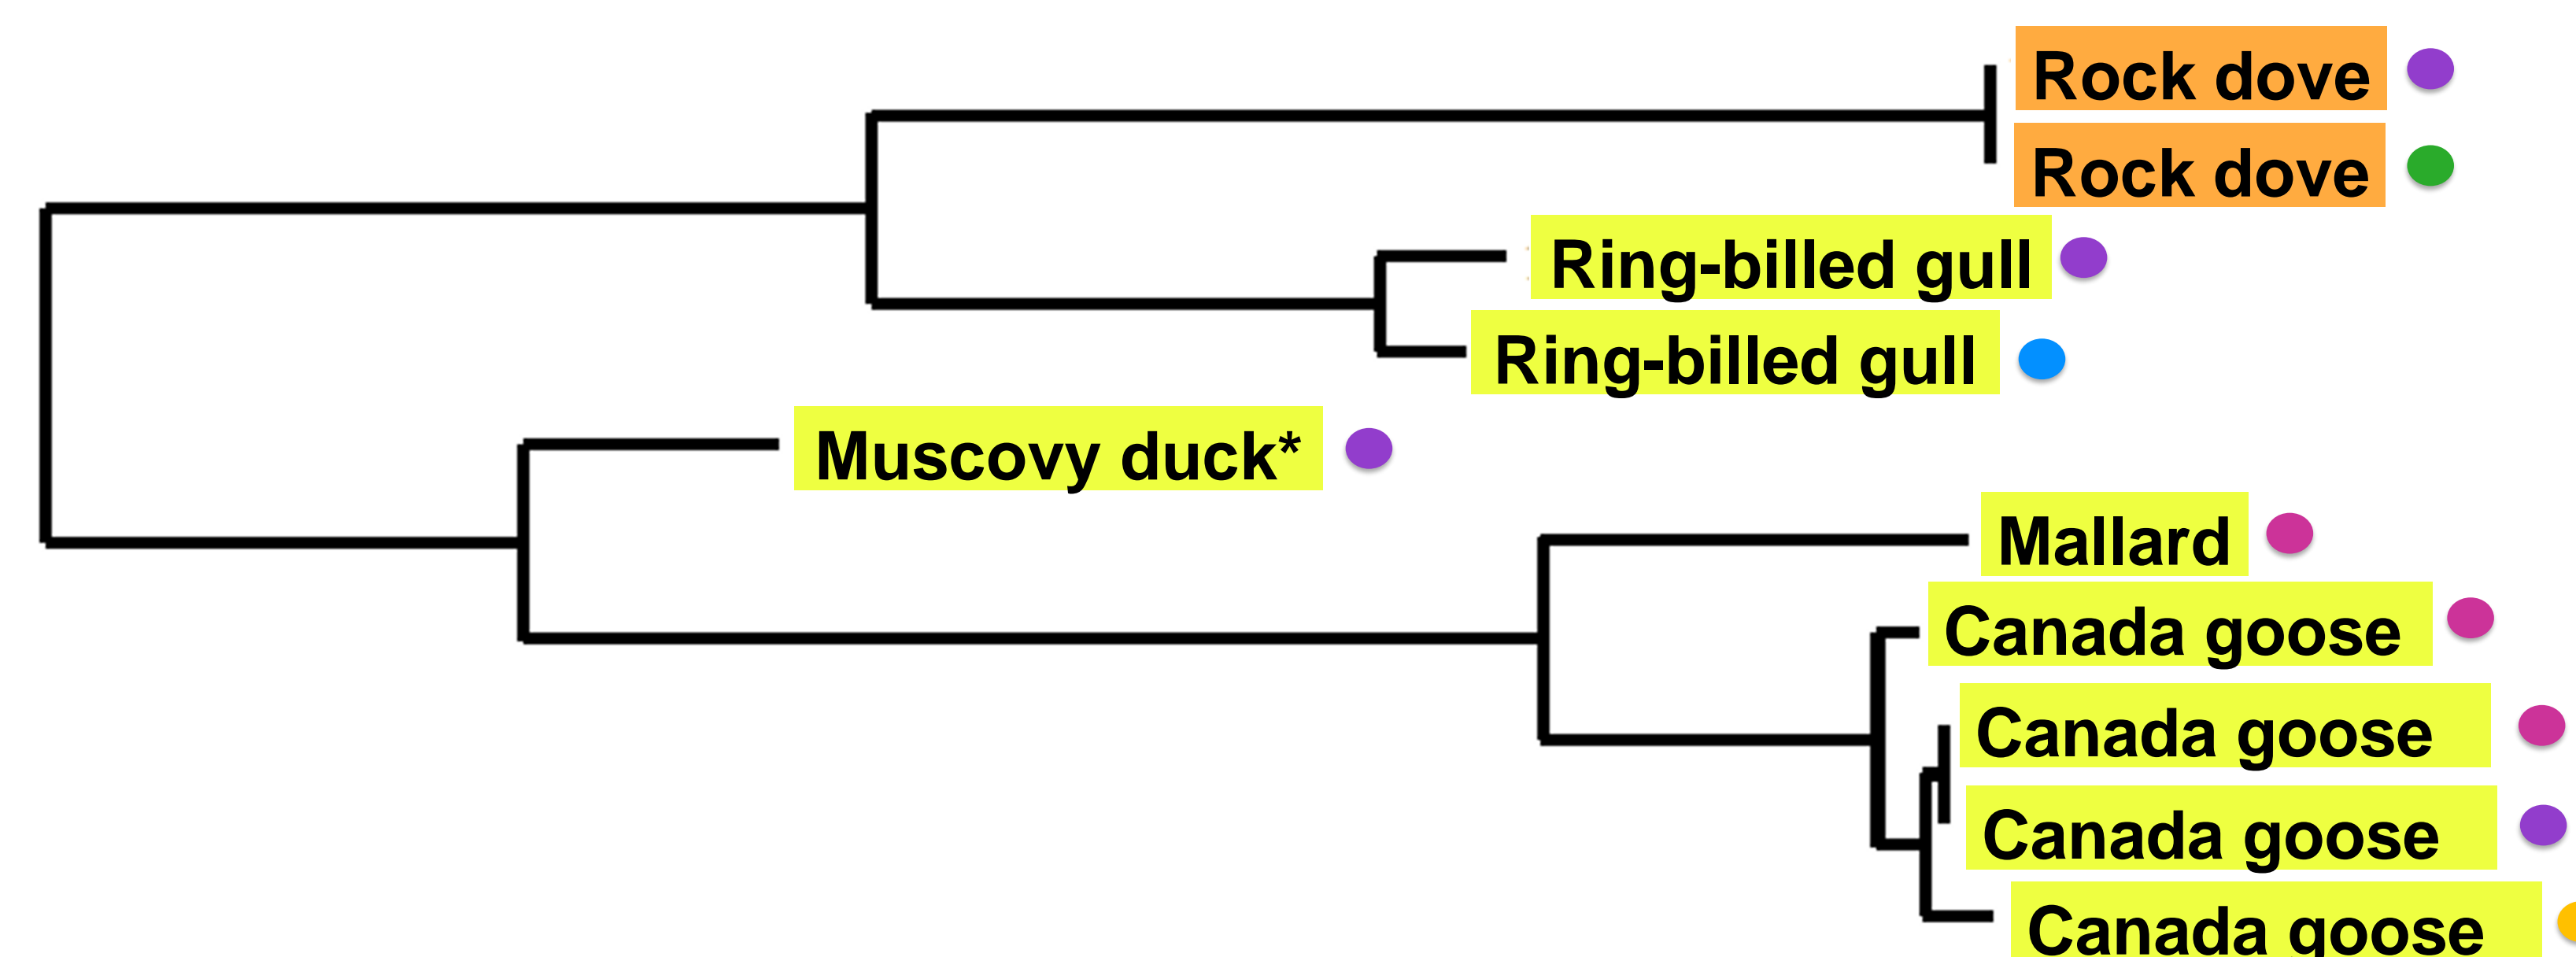 Rock dove
Rock dove
Ring-billed gull
Ring-billed gull
Muscovy duck*
Mallard
Canada goose
Canada goose
Canada goose
Canada goose